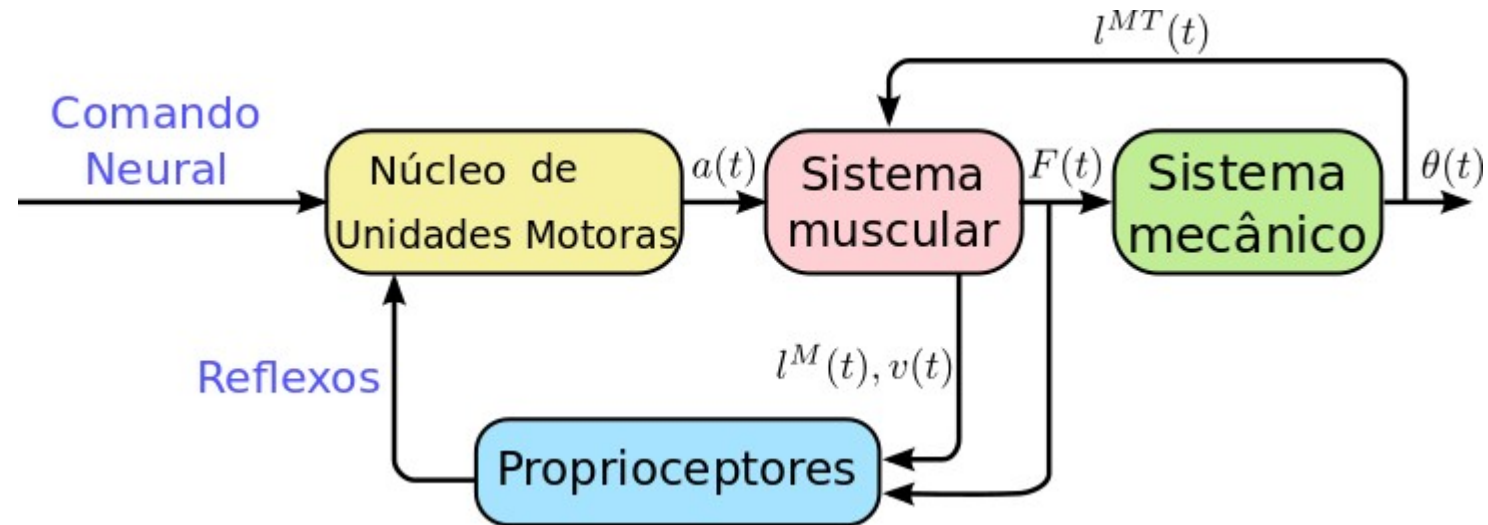 l^{MT}(t)
Comando
Neural
Núcleo de
Unidades Motoras
a(t)
Sistema
muscular
F(t)
Sistema
mecânico
θ(t)
l^{M}(t), v(t)
Reflexos
Proprioceptores